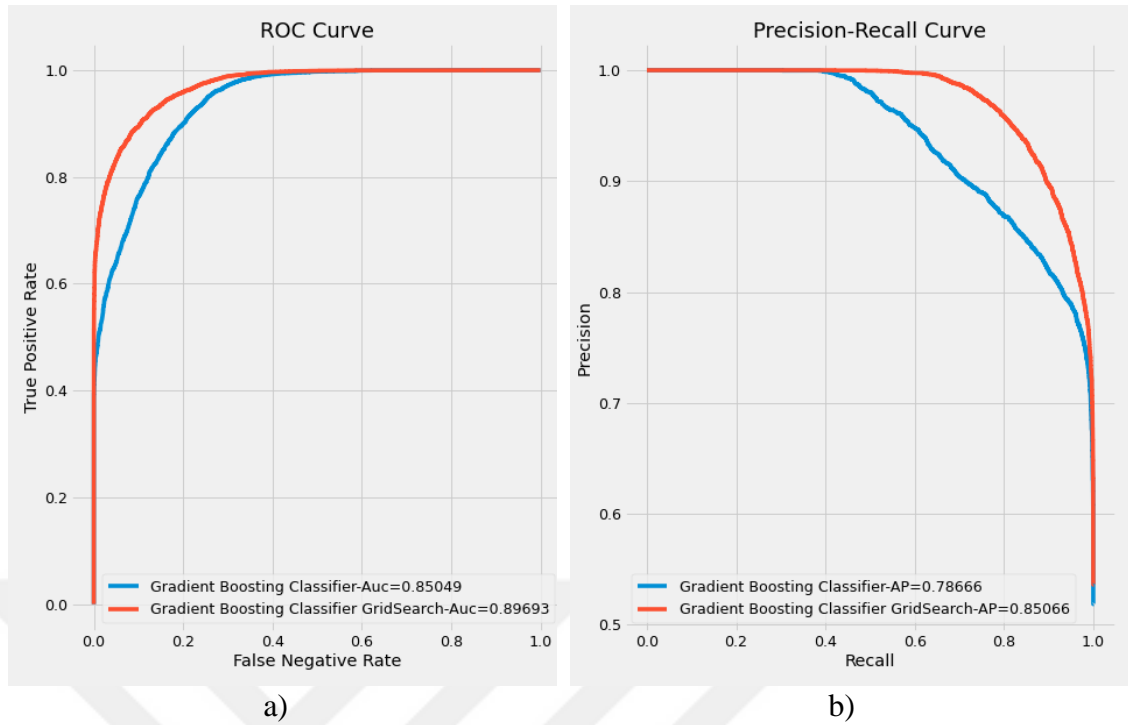 ROC Curve
True Positive Rate
1.0
0.8
0.6
0.4
0.2
0.0
Gradient Boosting Classifier-Auc=0.85049
Gradient Boosting Classifier GridSearch-Auc=0.89693
0.0 0.2 0.4 0.6 0.8 1.0
False Negative Rate
a)
Precision-Recall Curve
Precision
1.0
0.9
0.8
0.7
0.6
0.5
Gradient Boosting Classifier-AP=0.78666
Gradient Boosting Classifier GridSearch-AP=0.85066
0.0 0.2 0.4 0.6 0.8 1.0
Recall
b)